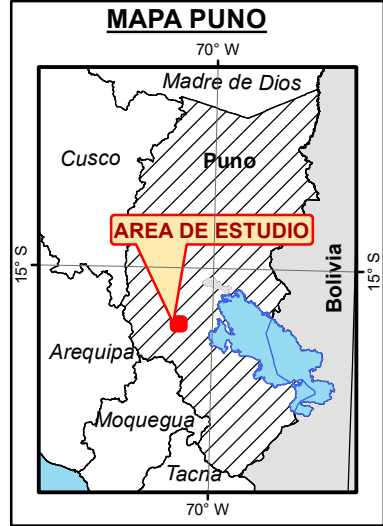 MAPA PUNO
70° W
Madre de Dios
Cusco
Puno
AREA DE ESTUDIO
15° S
15° S
Bolivia
Arequipa
Moquegua
Tacna
70° W